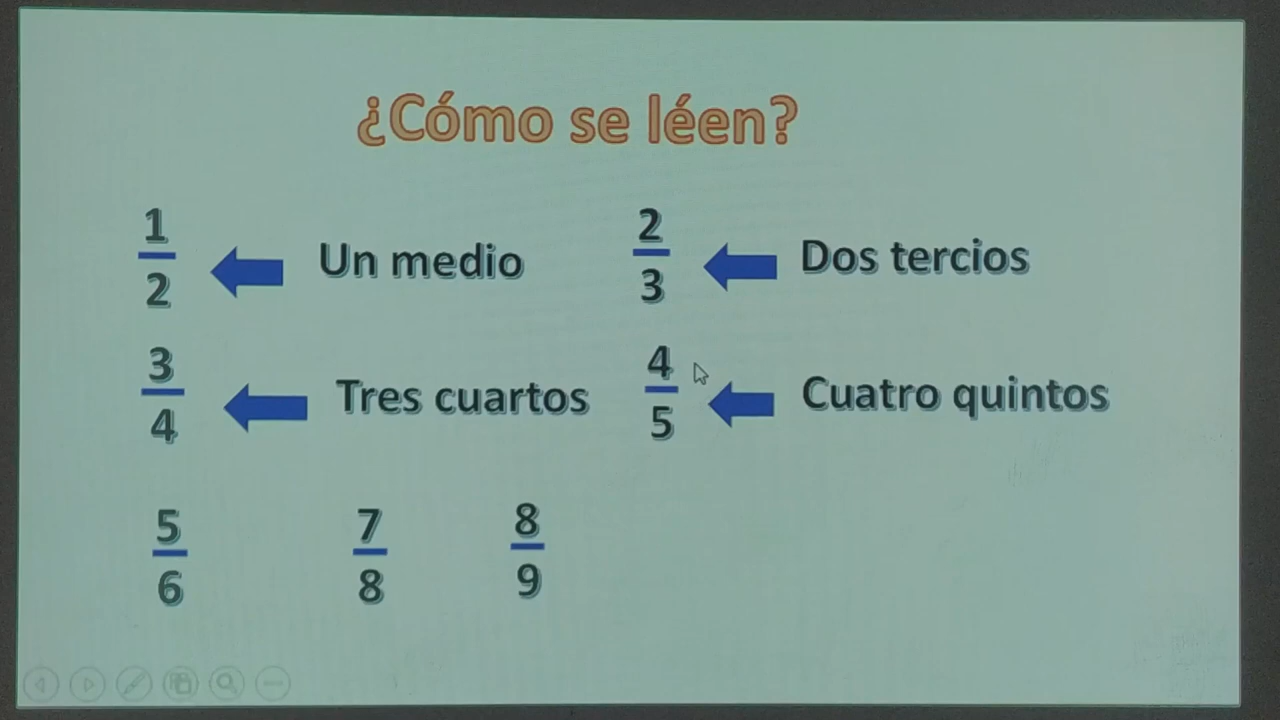 ¿Cómo se léen?
1/2 Un medio
2/3 Dos tercios
3/4 Tres cuartos
4/5 Cuatro quintos
5/6 7/8 8/9